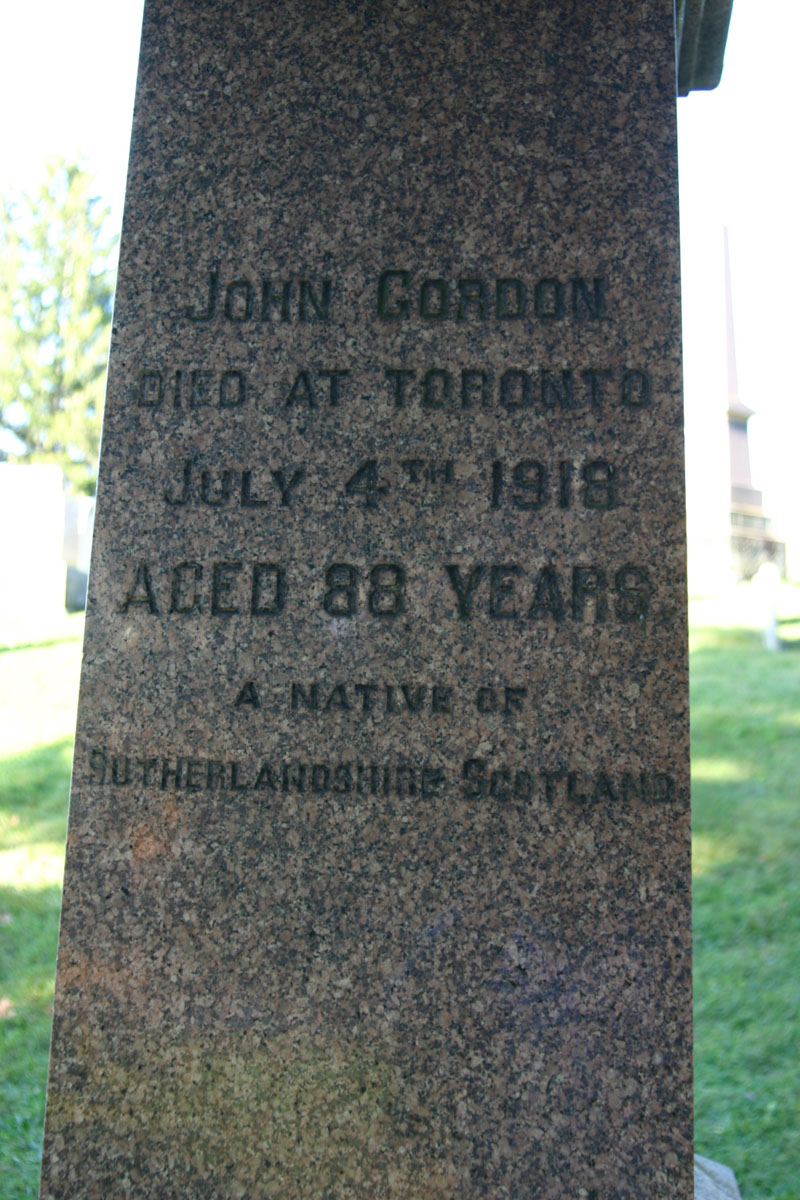 JOHN GORDON
DIED AT TORONTO
JULY 4TH 1918
AGED 88 YEARS.
A NATIVE OF
SUTHERLANDSHIRE SCOTLAND